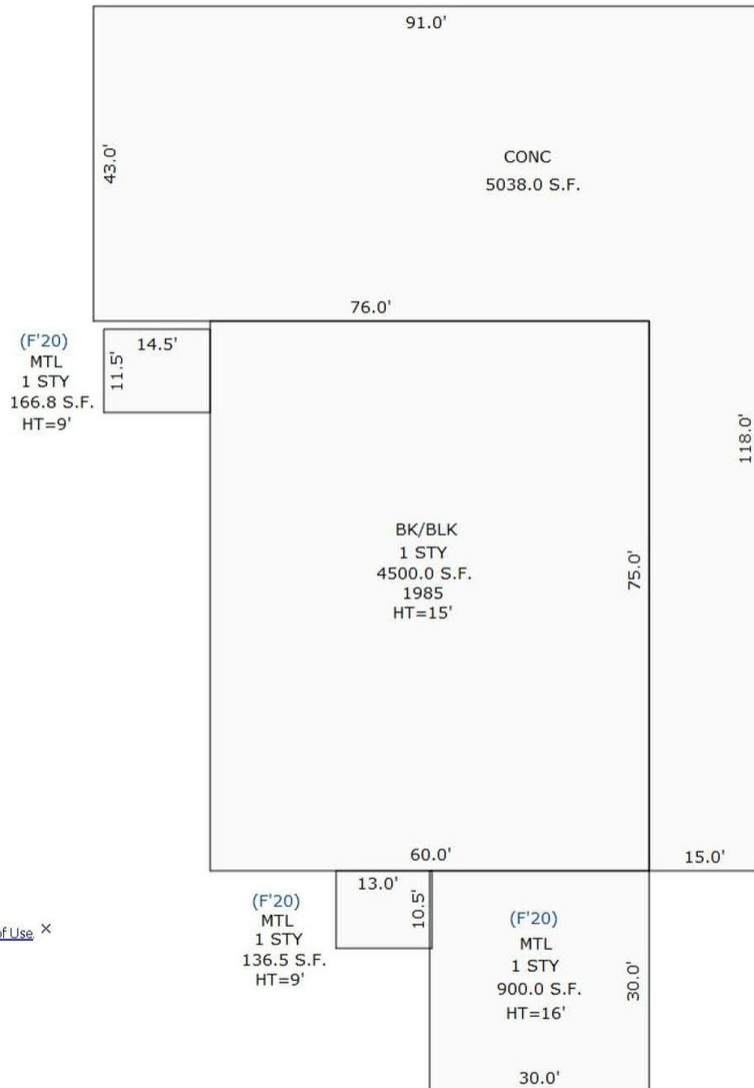 91.0'
43.0'
CONC
5038.0 S.F.
76.0'
(F'20)
MTL
1 STY
166.8 S.F.
HT=9'
14.5'
11.5'
118.0'
BK/BLK
1 STY
4500.0 S.F.
1985
HT=15'
75.0'
60.0'
15.0'
13.0'
10.5'
(F'20)
MTL
1 STY
136.5 S.F.
HT=9'
(F'20)
MTL
1 STY
900.0 S.F.
HT=16'
30.0'
30.0'
of Use ×